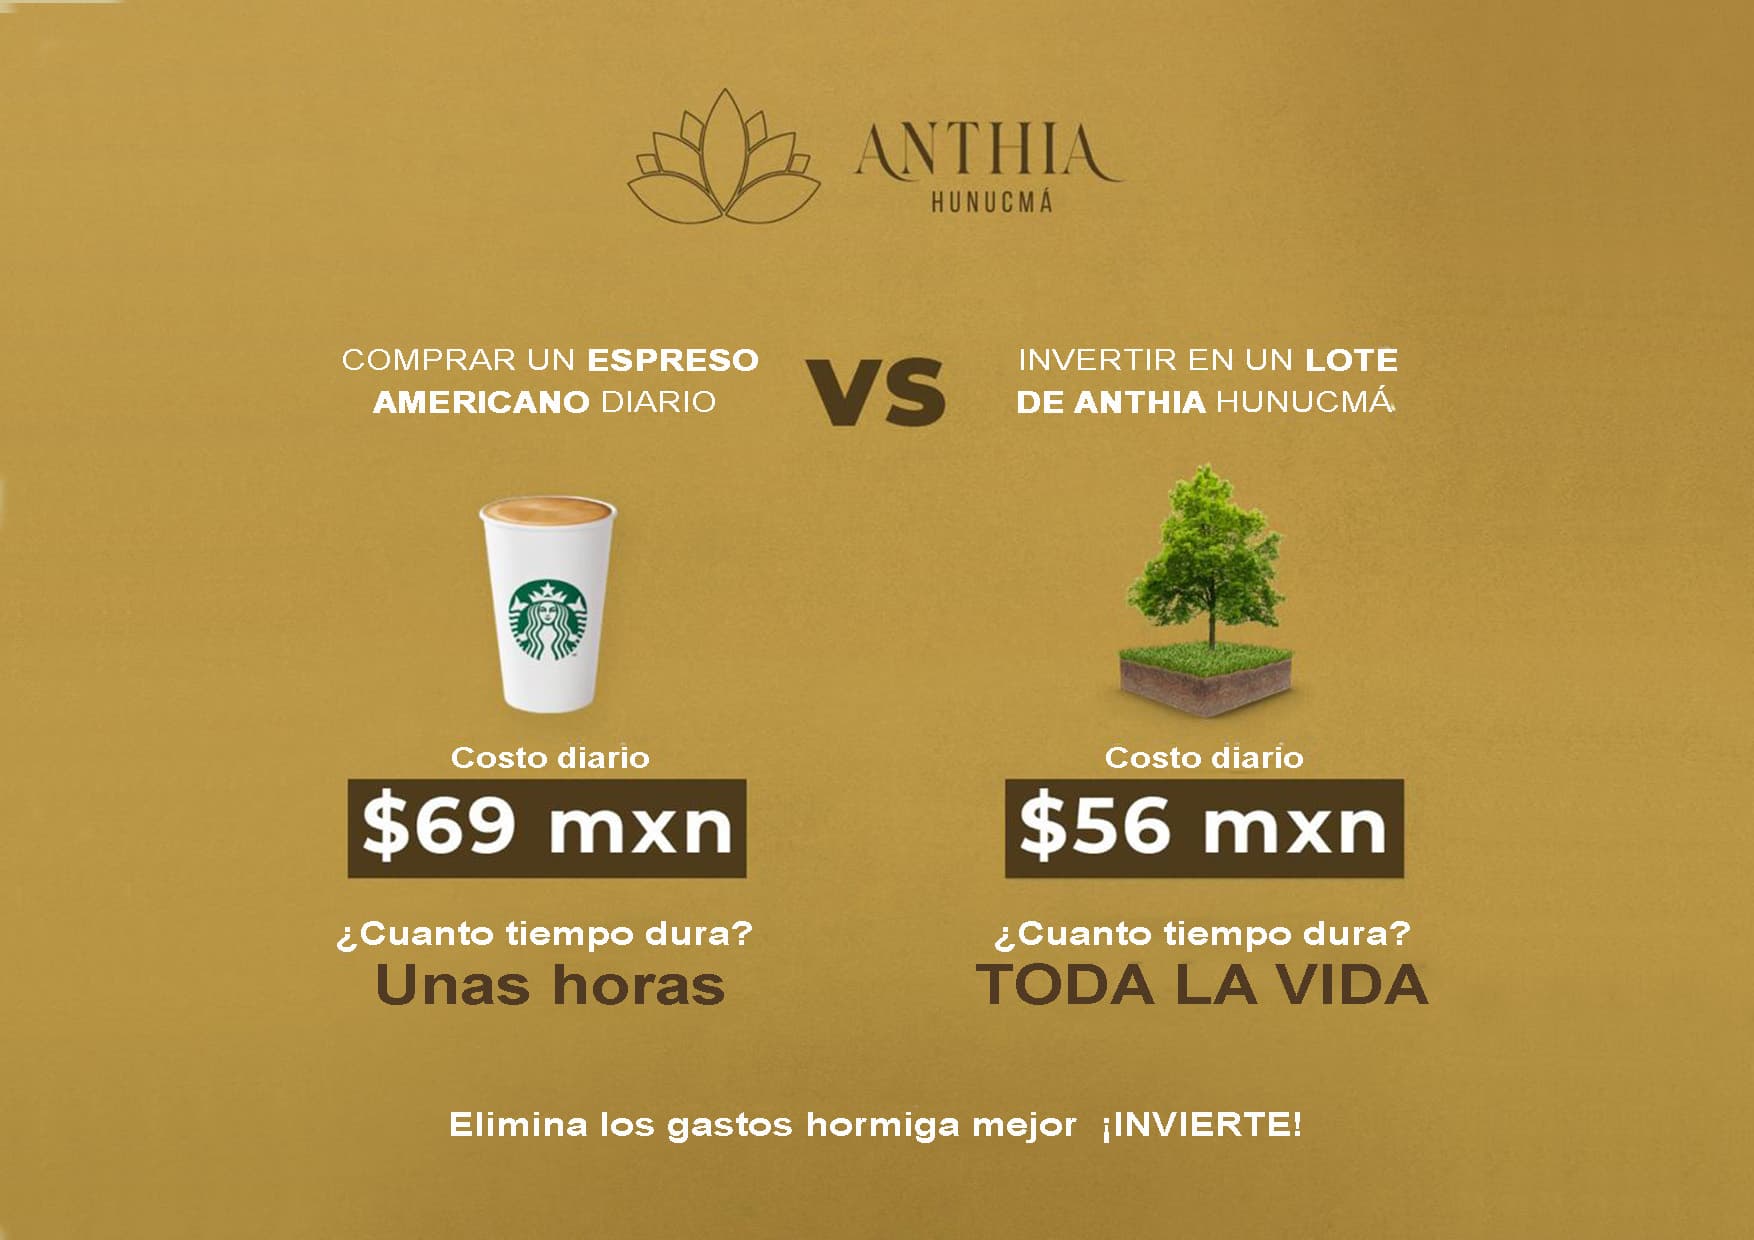 ANTHIA
HUNUCMÁ
COMPRAR UN ESPRESO
AMERICANO DIARIO
VS
INVERTIR EN UN LOTE
DE ANTHIA HUNUCMÁ
Costo diario
$69 mxn
¿Cuanto tiempo dura?
Unas horas
Costo diario
$56 mxn
¿Cuanto tiempo dura?
TODA LA VIDA
Elimina los gastos hormiga mejor ¡INVIERTE!